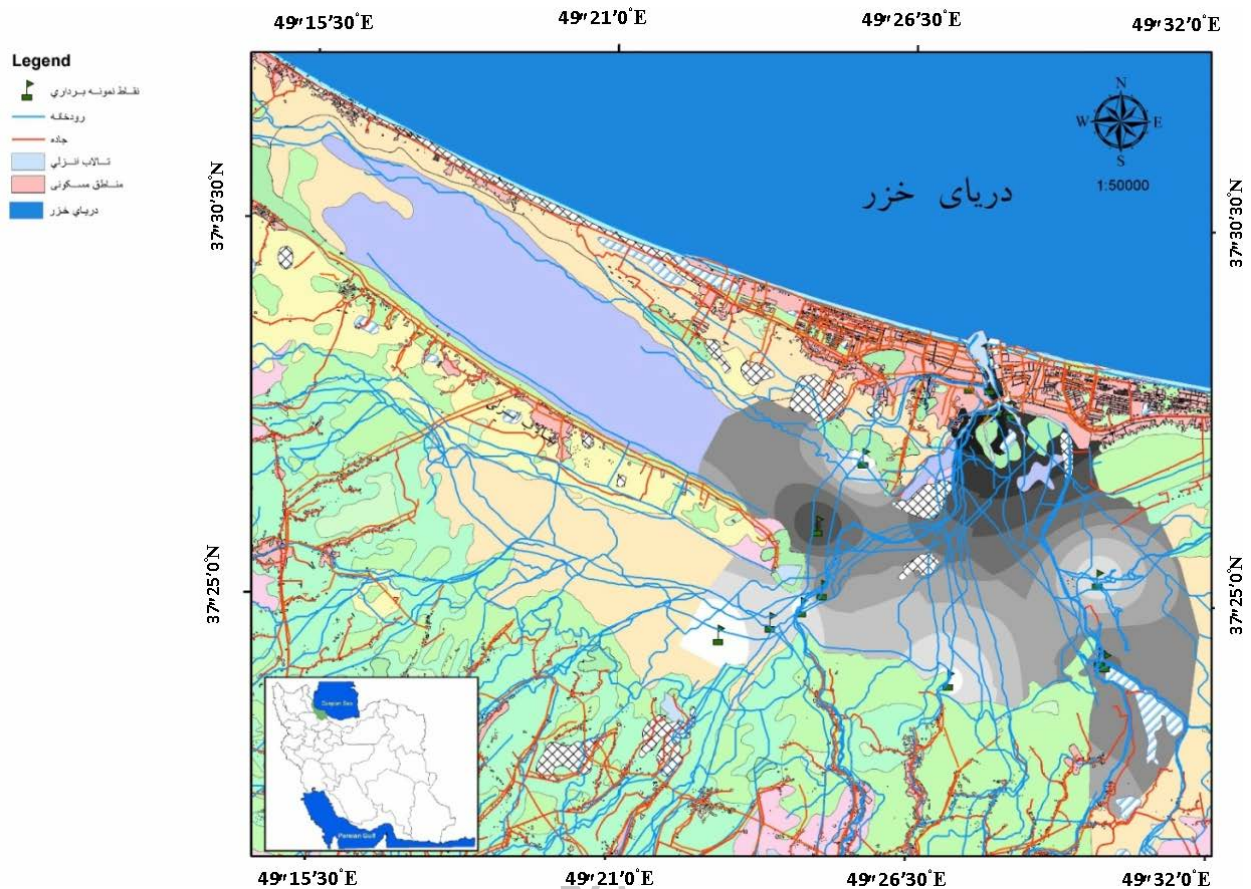 49°15'30"E
49°21'0"E
49°26'30"E
49°32'0"E
Legend
نقاط نمونه برداري
رودخانه
جاده
تالاب انزلي
مناطق مسکونی
درياي خزر
N
W E
S
1:50000
دریای خزر
37°30'30"N
37°30'30"N
37°25'0"N
37°25'0"N
Caspian Sea
Persian Gulf
49°15'30"E
49°21'0"E
49°26'30"E
49°32'0"E